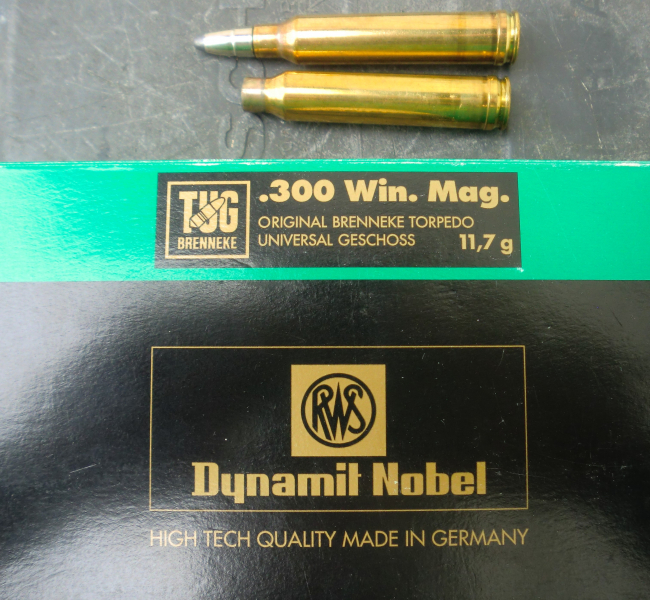 TUG
BRENNEKE
.300 Win. Mag.
ORIGINAL BRENNEKE TORPEDO
UNIVERSAL GESCHOSS 11,7 g
RWS
Dynamit Nobel
HIGH TECH QUALITY MADE IN GERMANY